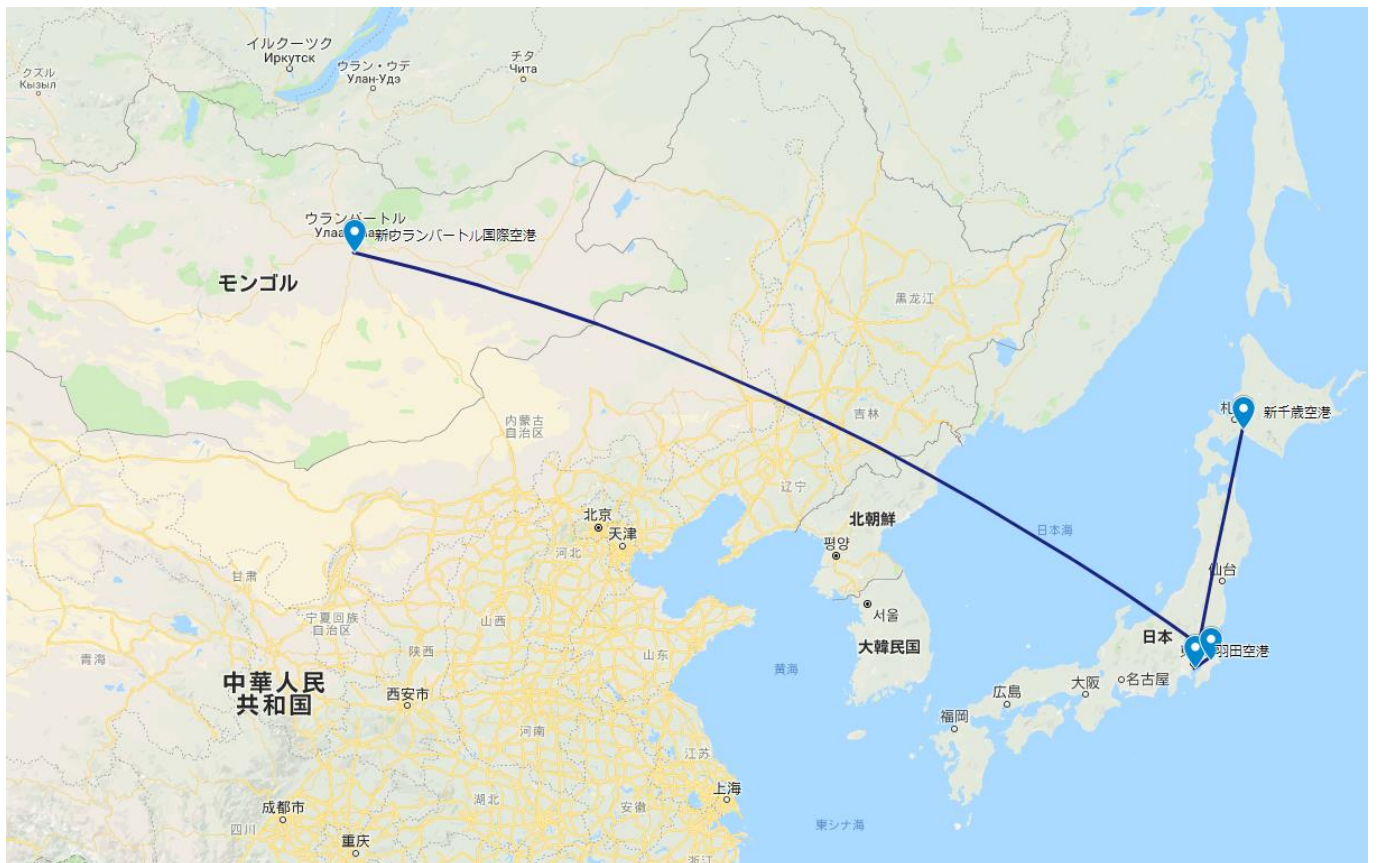 イルクーツク
Иркутск
チタ
Чита
ウラン・ウデ
Улан-Удэ
クズル
Кызыл
ウランバートル
新ウランバートル国際空港
モンゴル
黑龙江
札
新千歳空港
内蒙古
自治区
吉林
辽宁
北京
天津
北朝鮮
평양
日本海
河北
甘肃
仙台
宁夏回族
自治区
山西
서울
大韓民国
日本
羽田空港
山东
陕西
青海
黄海
名古屋
大阪
中華人民
共和国
西安市
広島
福岡
河南
江苏
上海
成都市
湖北
安徽
四川
東シナ海
重庆
浙江